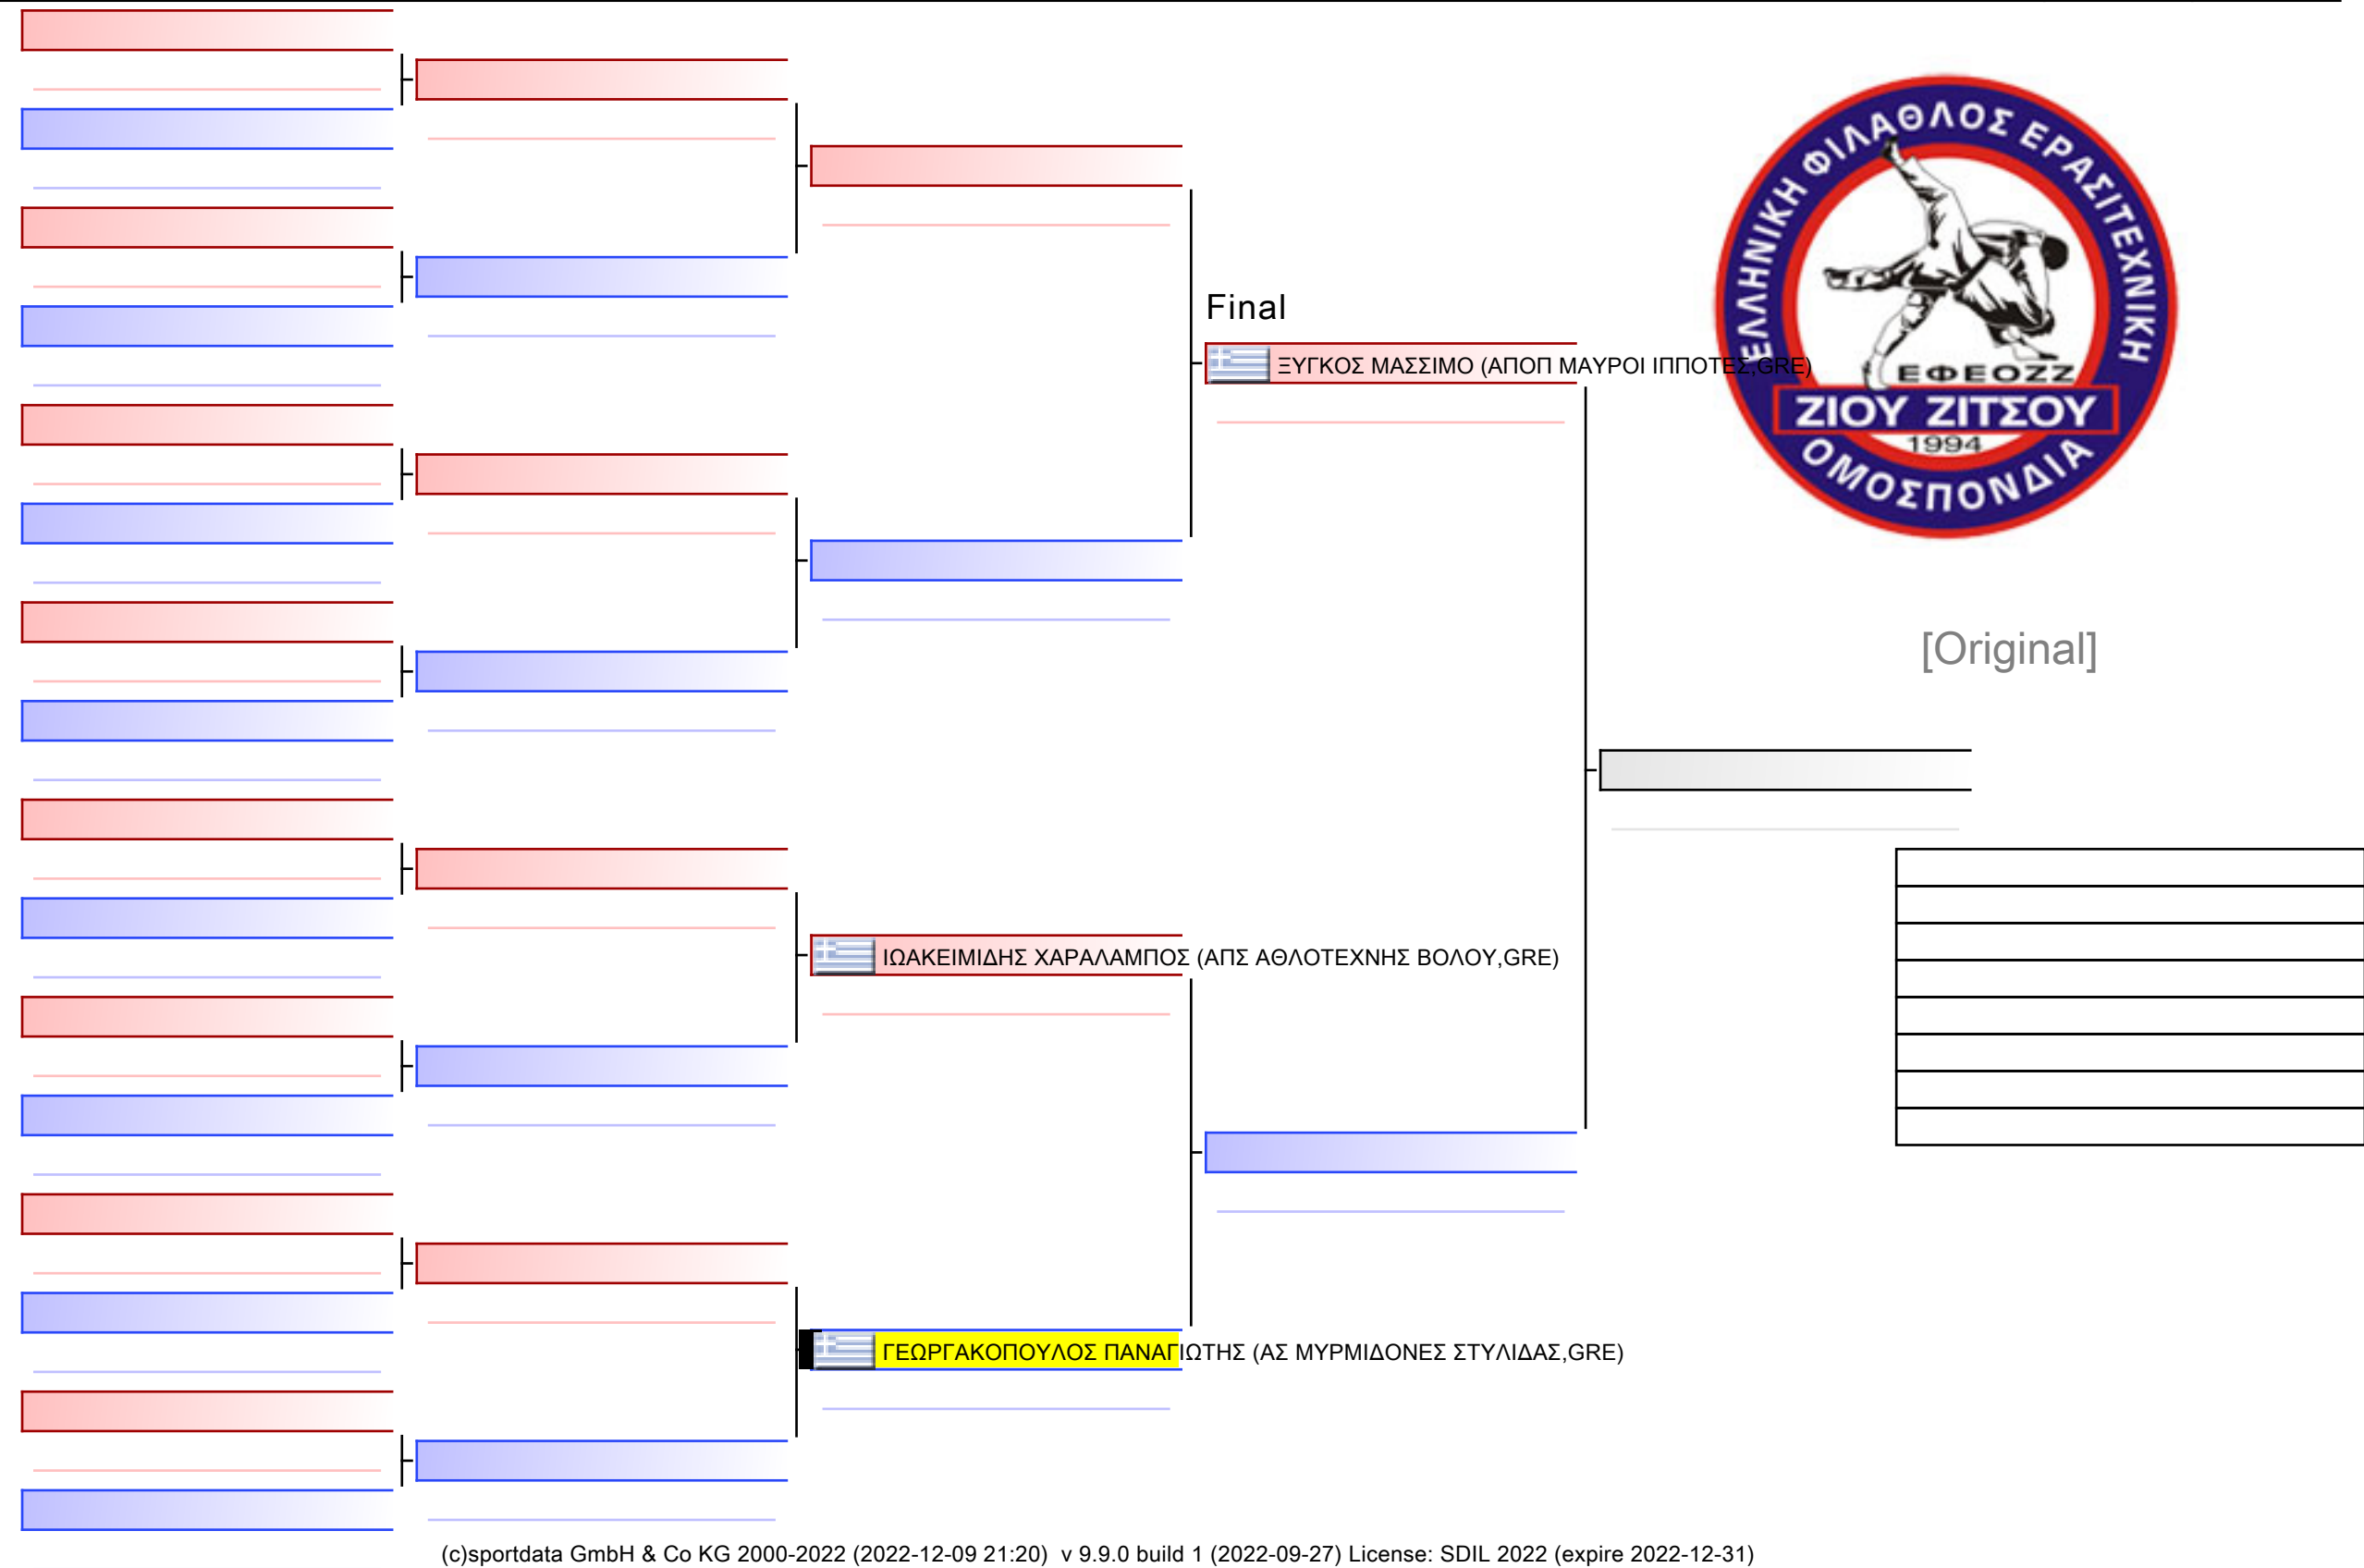 ΕΛΛΗΝΙΚΗ ΦΙΛΑΘΛΟΣ ΕΡΑΣΙΤΕΧΝΙΚΗ
Final
ΞΥΓΚΟΣ ΜΑΣΣΙΜΟ (ΑΠΟΠ ΜΑΥΡΟΙ ΙΠΠΟΤΕΣ,GRE)
ΕΦΕΟΖΖ
ΖΙΟΥ ΖΙΤΣΟΥ
1994
ΟΜΟΣΠΟΝΔΙΑ
[Original]
ΙΩΑΚΕΙΜΙΔΗΣ ΧΑΡΑΛΑΜΠΟΣ (ΑΠΣ ΑΘΛΟΤΕΧΝΗΣ ΒΟΛΟΥ,GRE)
ΓΕΩΡΓΑΚΟΠΟΥΛΟΣ ΠΑΝΑΓΙΩΤΗΣ (ΑΣ ΜΥΡΜΙΔΟΝΕΣ ΣΤΥΛΙΔΑΣ,GRE)
(c)sportdata GmbH & Co KG 2000-2022 (2022-12-09 21:20) v 9.9.0 build 1 (2022-09-27) License: SDIL 2022 (expire 2022-12-31)